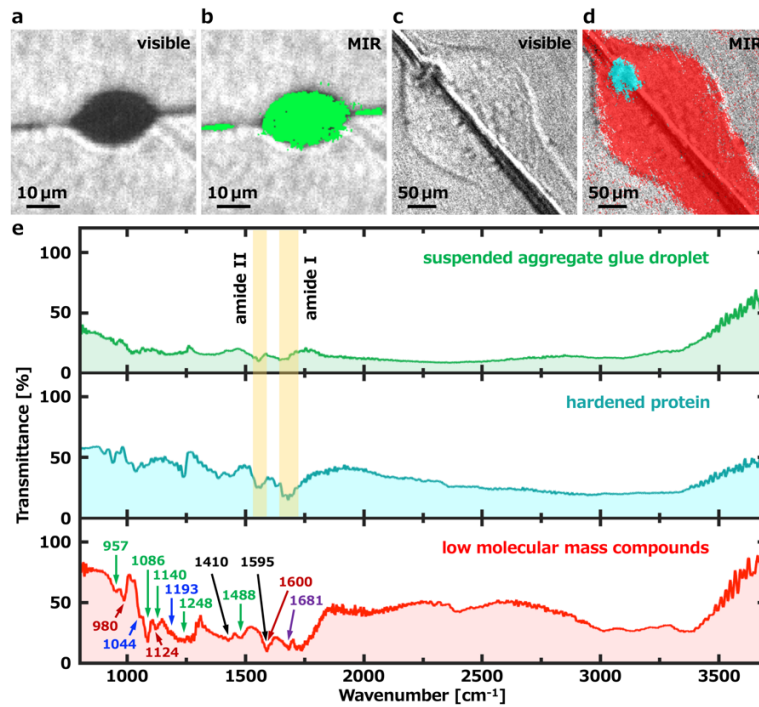 a
visible
10 µm
b
MIR
10 µm
c
visible
50 µm
d
MIR
50 µm
e
100
50
0
amide II
amide I
suspended aggregate glue droplet
100
50
0
hardened protein
100
50
0
low molecular mass compounds
957
1086
1140
1193
1248
1410
1488
1595
1600
1681
980
1044
1124
Transmittance [%]
1000
1500
2000
2500
3000
3500
Wavenumber [cm⁻¹]